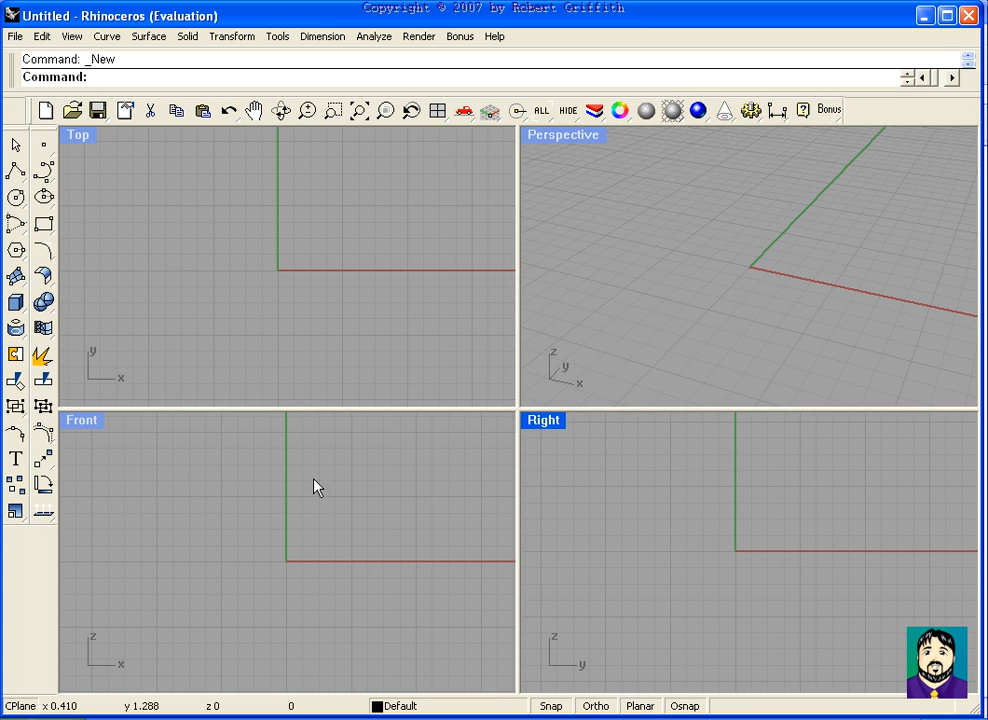 Copyright © 2007 by Robert Griffith
Untitled - Rhinoceros (Evaluation)
File Edit View Curve Surface Solid Transform Tools Dimension Analyze Render Bonus Help
Command: _New
Command:
ALL HIDE Bonus
Top
Perspective
y
x
z
y
x
Front
Right
T
z
x
z
y
CPlane x 0.410 y 1.288 z 0 0 Default Snap Ortho Planar Osnap